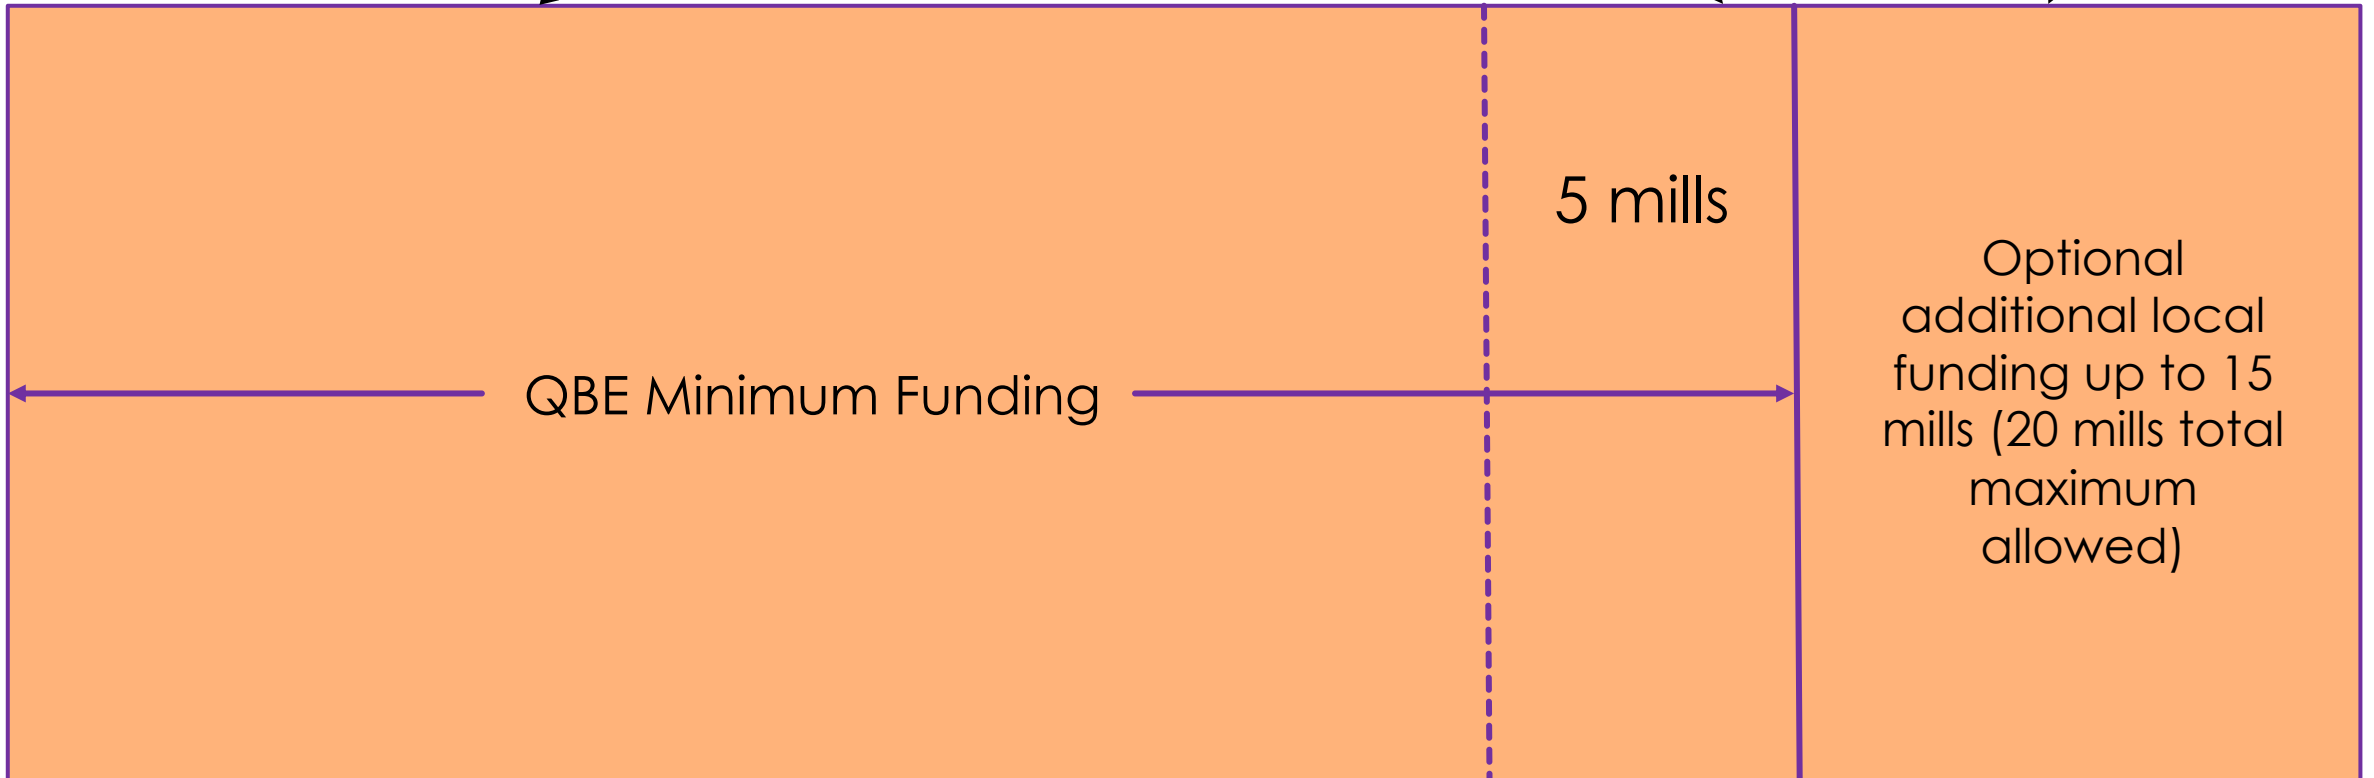 5 mills
QBE Minimum Funding
Optional
additional local
funding up to 15
mills (20 mills total
maximum
allowed)